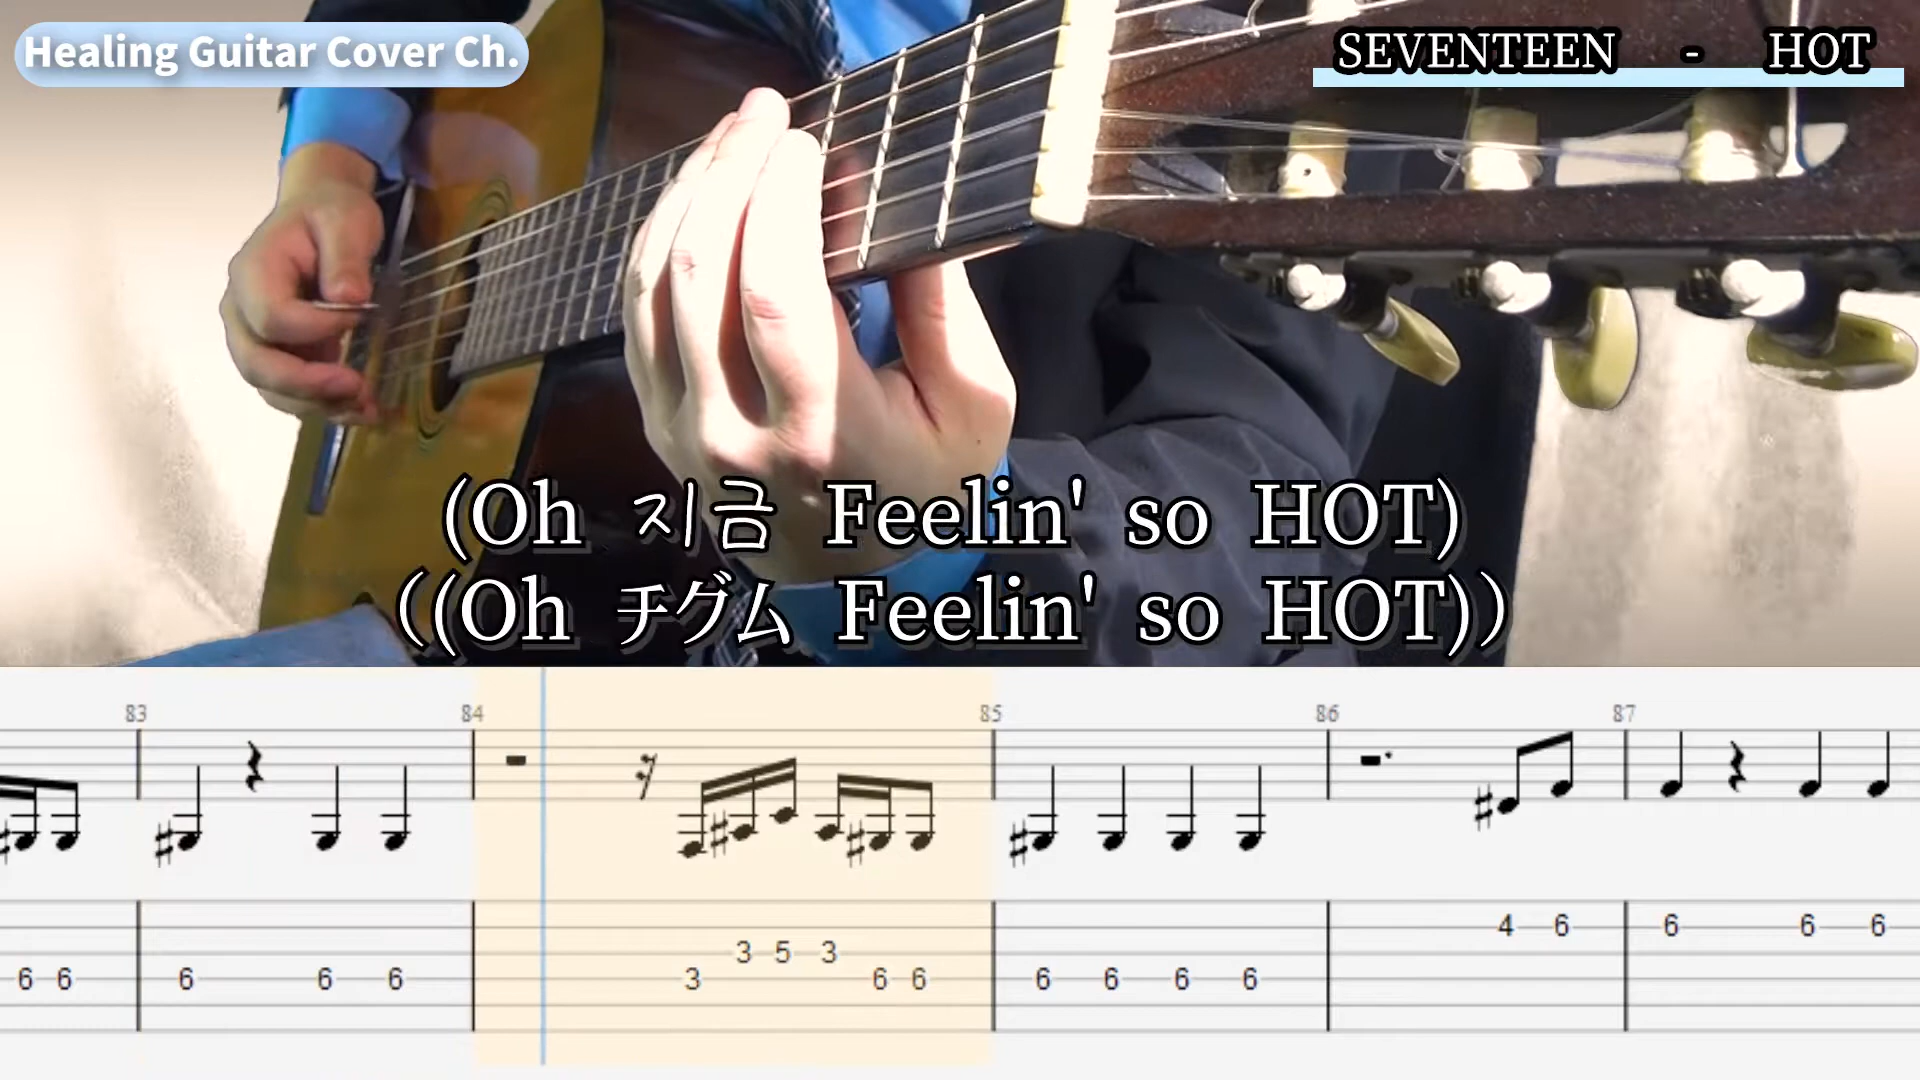 Healing Guitar Cover Ch.
SEVENTEEN - HOT
(Oh 지금 Feelin' so HOT)
（(Oh チグム Feelin' so HOT)）
83 84 85 86 87
4 6 6 6 6
3 5 3
6 6 6 6 6 3 6 6 6 6 6 6